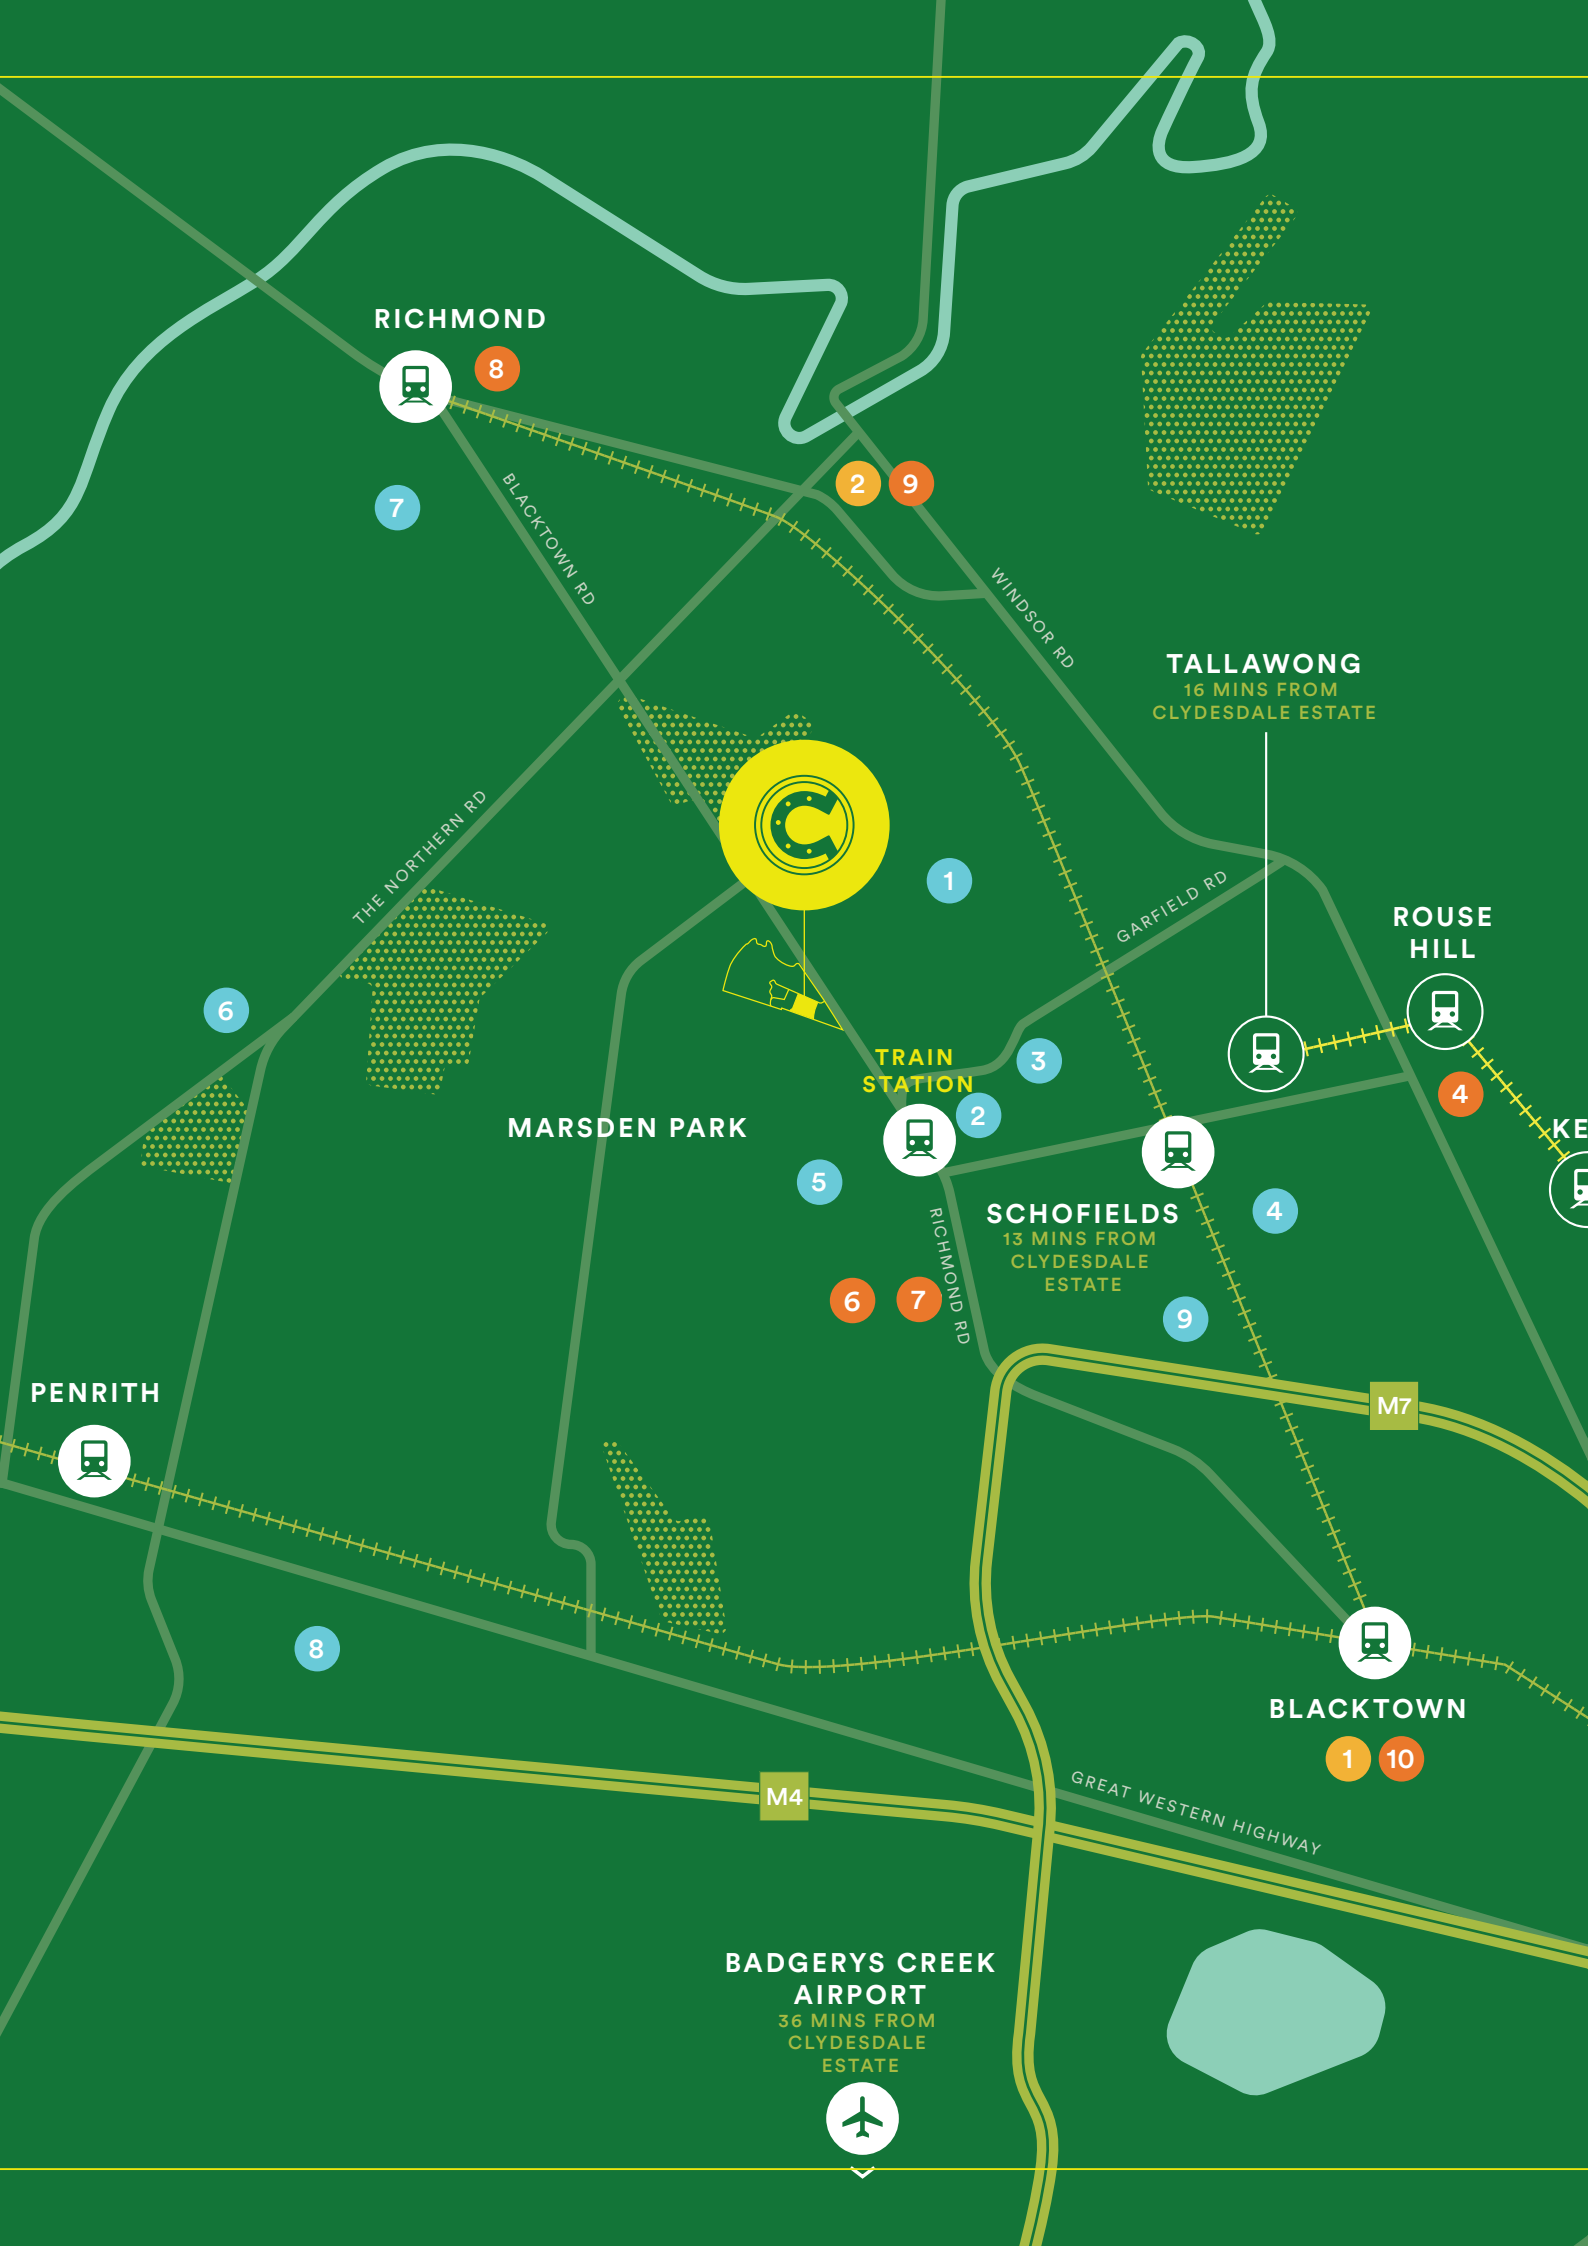 RICHMOND
8
7
BLACKTOWN RD
2
9
WINDSOR RD
TALLAWONG
16 MINS FROM
CLYDESDALE ESTATE
THE NORTHERN RD
C
1
GARFIELD RD
ROUSE
HILL
6
TRAIN
STATION
3
4
MARSDEN PARK
2
KE
5
SCHOFIELDS
13 MINS FROM
CLYDESDALE
ESTATE
4
RICHMOND RD
6
7
9
PENRITH
M7
8
BLACKTOWN
1
10
M4
GREAT WESTERN HIGHWAY
BADGERYS CREEK
AIRPORT
36 MINS FROM
CLYDESDALE
ESTATE